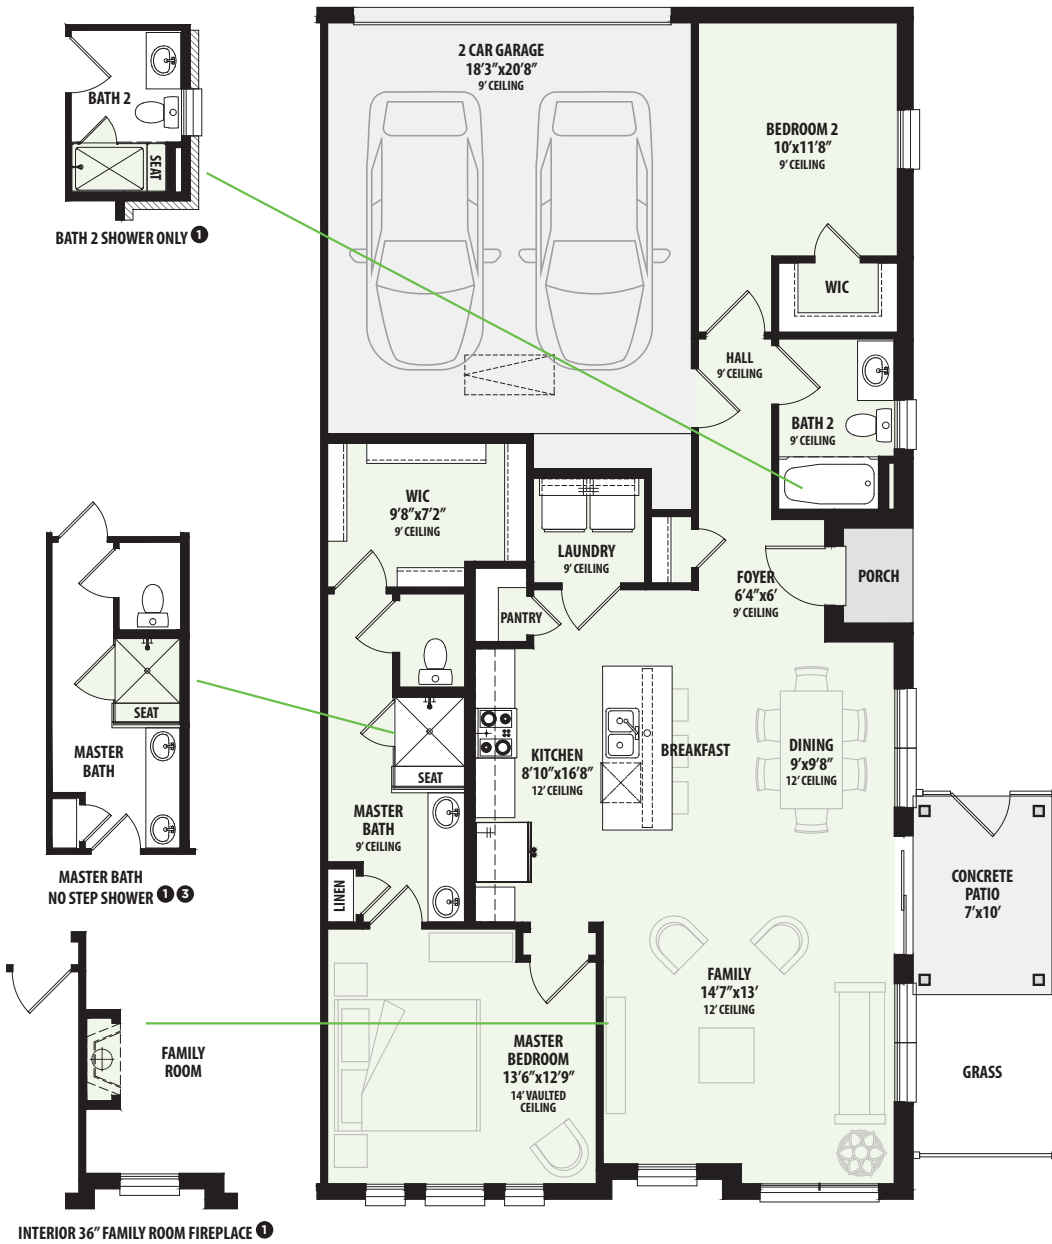 BATH 2
SEAT
BATH 2 SHOWER ONLY 1
2 CAR GARAGE
18'3"x20'8"
9' CEILING
BEDROOM 2
10'x11'8"
9' CEILING
WIC
HALL
9' CEILING
BATH 2
9' CEILING
WIC
9'8"x7'2"
9' CEILING
LAUNDRY
9' CEILING
FOYER
6'4"x6'
9' CEILING
PORCH
PANTRY
SEAT
MASTER
BATH
MASTER BATH
NO STEP SHOWER 1 3
KITCHEN
8'10"x16'8"
12' CEILING
BREAKFAST
DINING
9'x9'8"
12' CEILING
SEAT
MASTER
BATH
9' CEILING
LINEN
CONCRETE
PATIO
7'x10'
FAMILY
14'7"x13'
12' CEILING
MASTER
BEDROOM
13'6"x12'9"
14' VAULTED
CEILING
GRASS
FAMILY
ROOM
INTERIOR 36" FAMILY ROOM FIREPLACE 1